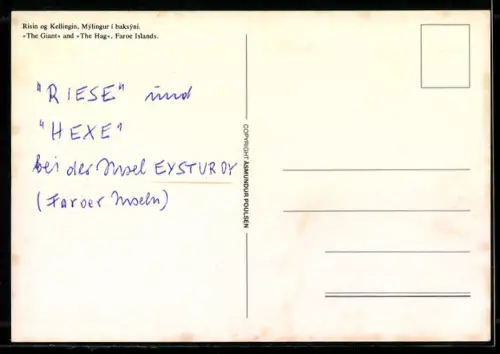 Risin og Kellingin, Mýlingur í baksýni.
»The Giant« and »The Hag«, Faroe Islands.
"RIESE" und
"HEXE"
bei der Insel EYSTUROY
(Faroer Inseln)
COPYRIGHT ÁSMUNDUR POULSEN